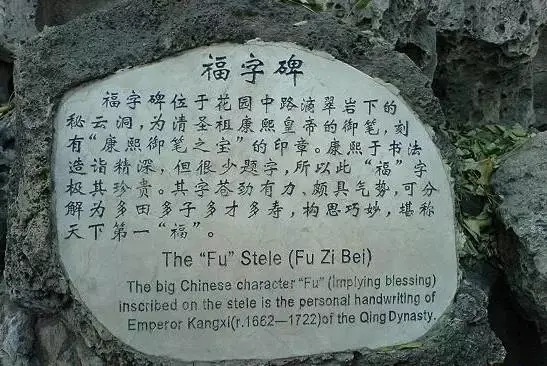 福字碑
福字碑位于花园中路滴翠岩下的
秘云洞，为清圣祖康熙皇帝的御笔，刻
有“康熙御笔之宝”的印章。康熙于书法
造诣精深，但很少题字，所以此“福”字
极其珍贵。其字苍劲有力、颇具气势，可分
解为多田多子多才多寿，构思巧妙，堪称
天下第一“福”。
The “Fu” Stele (Fu Zi Bei)
The big Chinese character “Fu” (implying blessing)
inscribed on the stele is the personal handwriting of
Emperor Kangxi(r.1662—1722)of the Qing Dynasty.